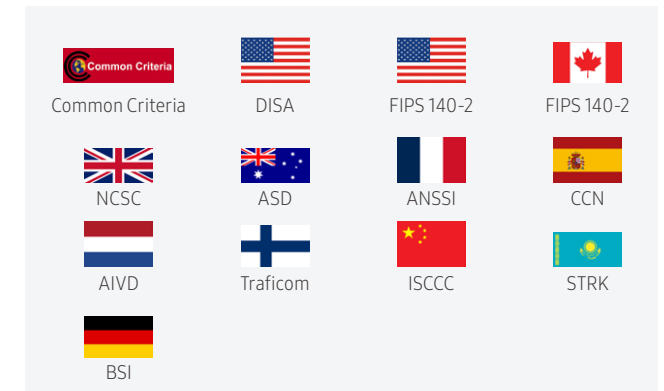 Common Criteria
Common Criteria
DISA
FIPS 140-2
FIPS 140-2
NCSC
ASD
ANSSI
CCN
AIVD
Traficom
ISCCC
STRK
BSI